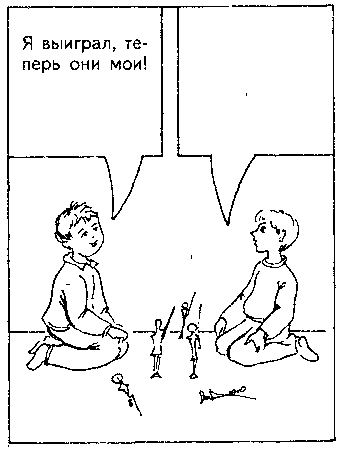 Я выиграл, те-
перь они мои!